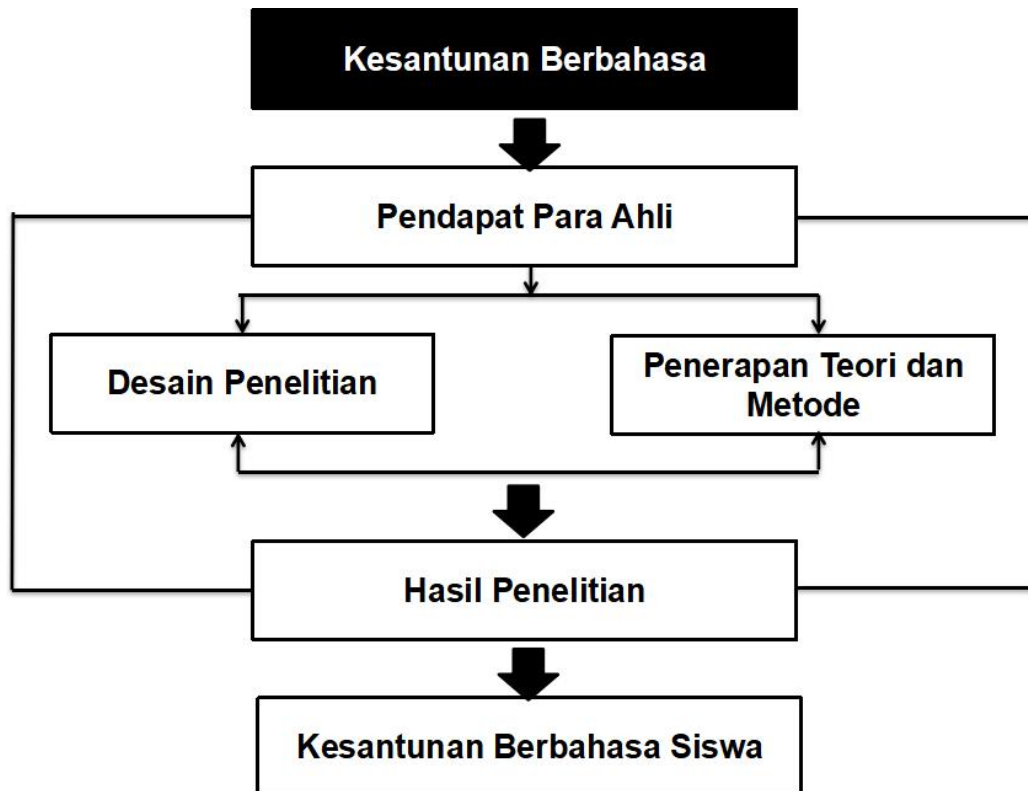 Kesantunan Berbahasa
Pendapat Para Ahli
Desain Penelitian
Penerapan Teori dan
Metode
Hasil Penelitian
Kesantunan Berbahasa Siswa